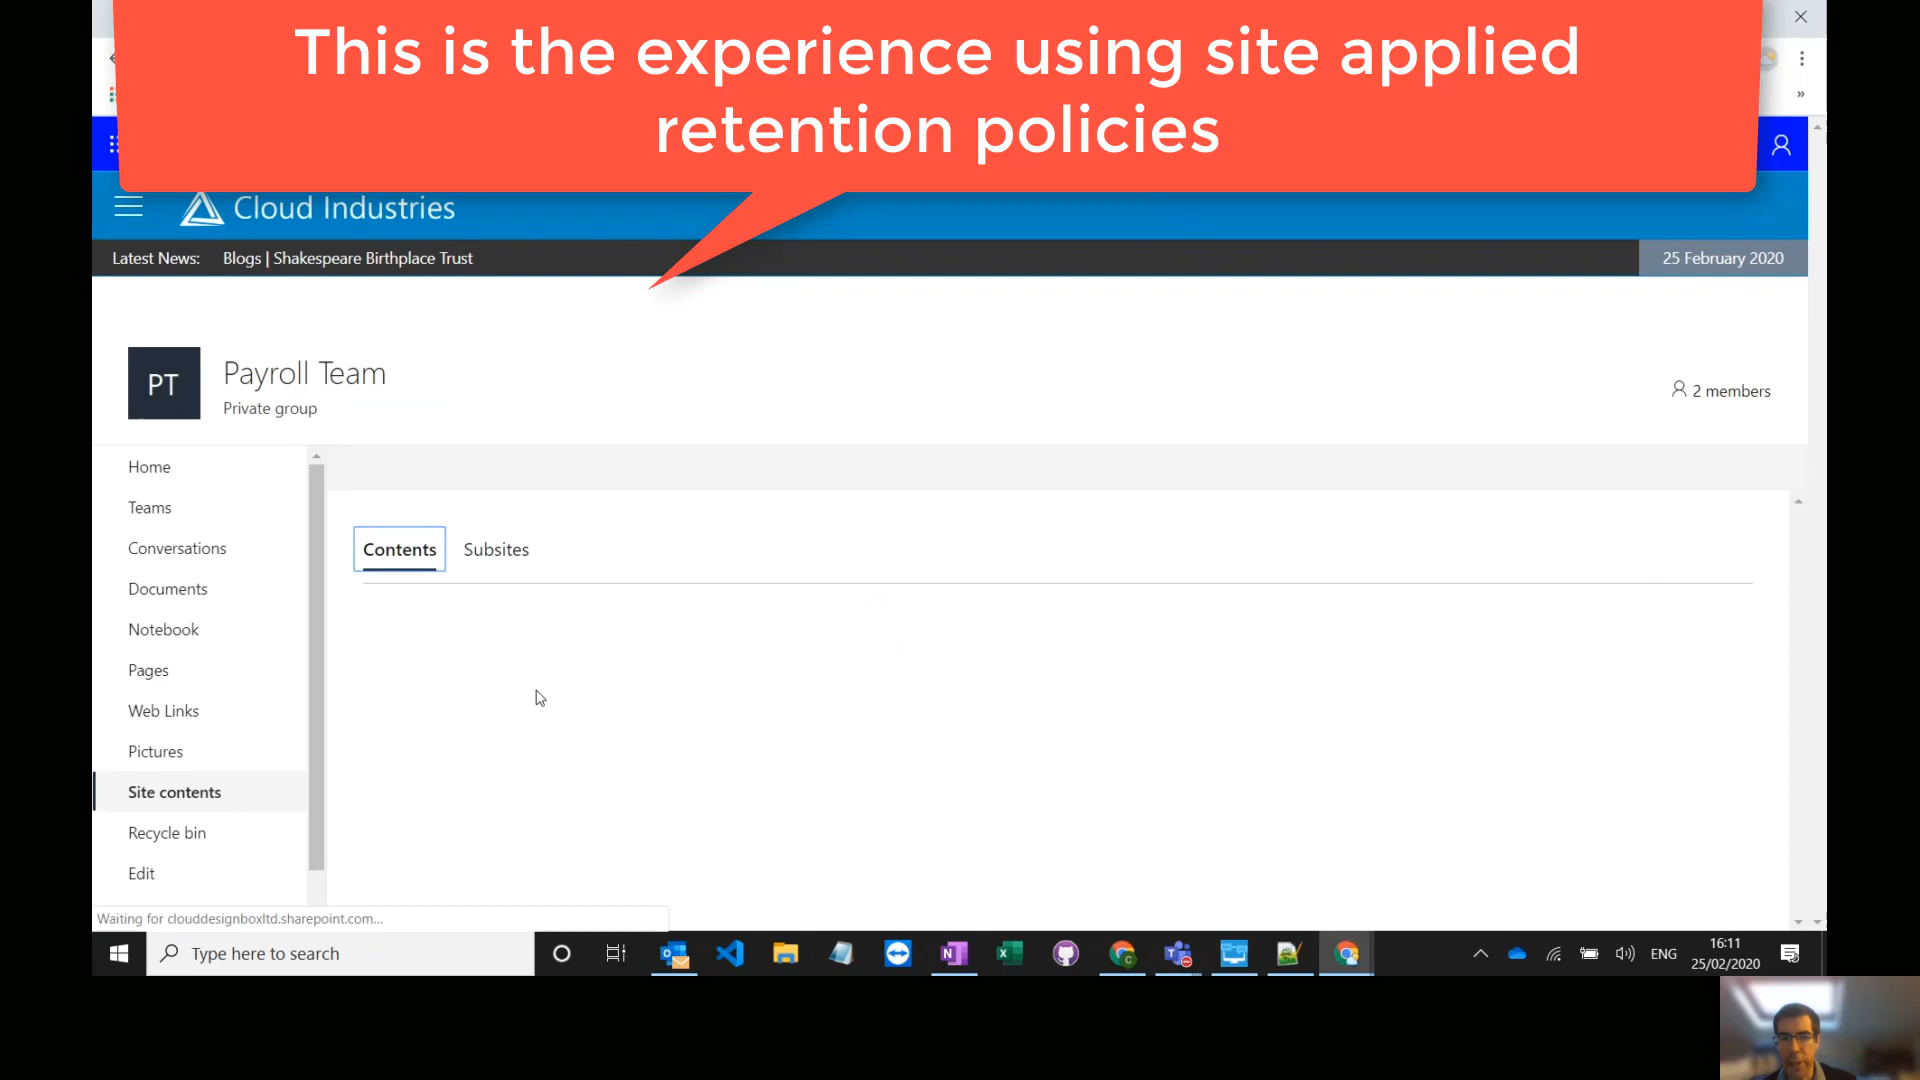 This is the experience using site applied
retention policies
Cloud Industries
Latest News: Blogs | Shakespeare Birthplace Trust 25 February 2020
PT
Payroll Team
Private group
2 members
Home
Teams
Conversations
Documents
Notebook
Pages
Web Links
Pictures
Site contents
Recycle bin
Edit
Contents Subsites
Waiting for clouddesignboxltd.sharepoint.com...
Type here to search
ENG
16:11
25/02/2020